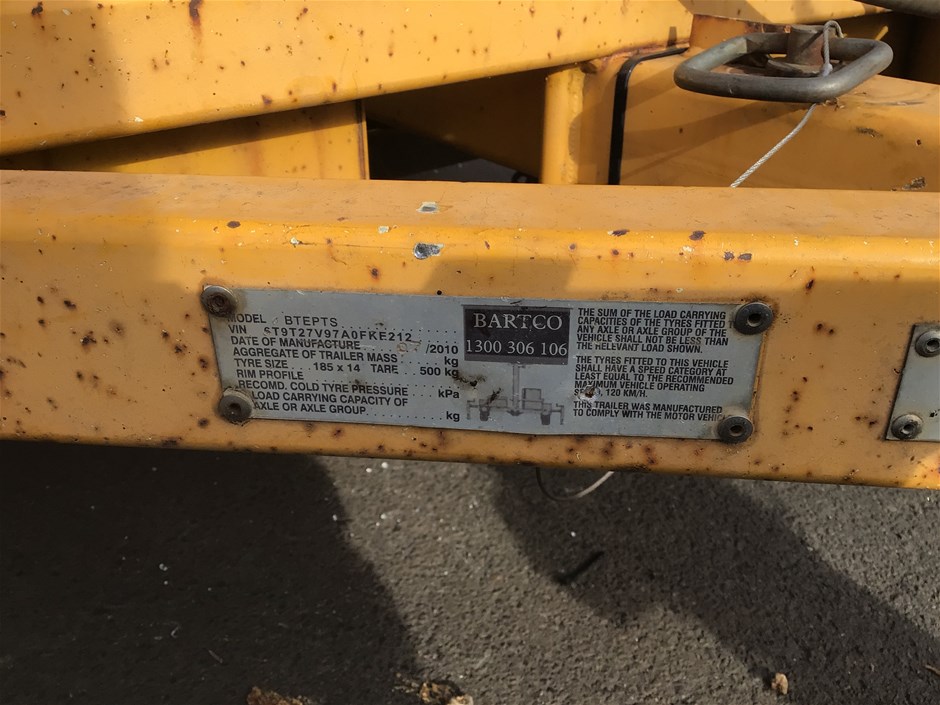 MODEL BTEPTS
VIN 6T9T27V97A0FKE212
DATE OF MANUFACTURE /2010
AGGREGATE OF TRAILER MASS kg
TYRE SIZE 185 x 14 TARE 500 kg
RIM PROFILE
RECOMD. COLD TYRE PRESSURE kPa
LOAD CARRYING CAPACITY OF
AXLE OR AXLE GROUP. kg
BARTCO
1300 306 106
THE SUM OF THE LOAD CARRYING
CAPACITIES OF THE TYRES FITTED TO
ANY AXLE OR AXLE GROUP OF THE
VEHICLE SHALL NOT BE LESS THAN
THE RELEVANT LOAD SHOWN.
THE TYRES FITTED TO THIS VEHICLE
SHALL HAVE A SPEED CATEGORY AT
LEAST EQUAL TO THE RECOMMENDED
MAXIMUM VEHICLE OPERATING
SPEED, 120 KM/H.
THIS TRAILER WAS MANUFACTURED
TO COMPLY WITH THE MOTOR VEHICLE